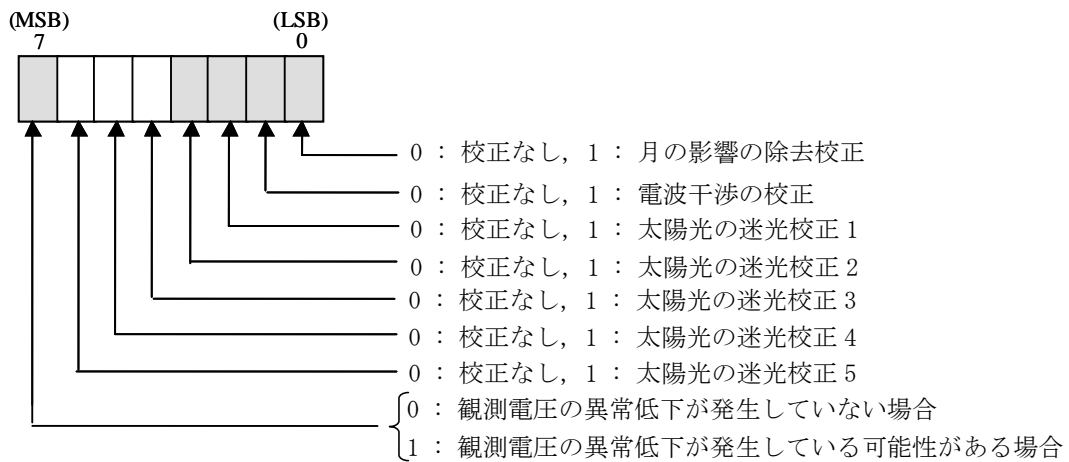 (MSB) (LSB)
7 0
0 : 校正なし, 1 : 月の影響の除去校正
0 : 校正なし, 1 : 電波干渉の校正
0 : 校正なし, 1 : 太陽光の迷光校正 1
0 : 校正なし, 1 : 太陽光の迷光校正 2
0 : 校正なし, 1 : 太陽光の迷光校正 3
0 : 校正なし, 1 : 太陽光の迷光校正 4
0 : 校正なし, 1 : 太陽光の迷光校正 5
0 : 観測電圧の異常低下が発生していない場合
1 : 観測電圧の異常低下が発生している可能性がある場合